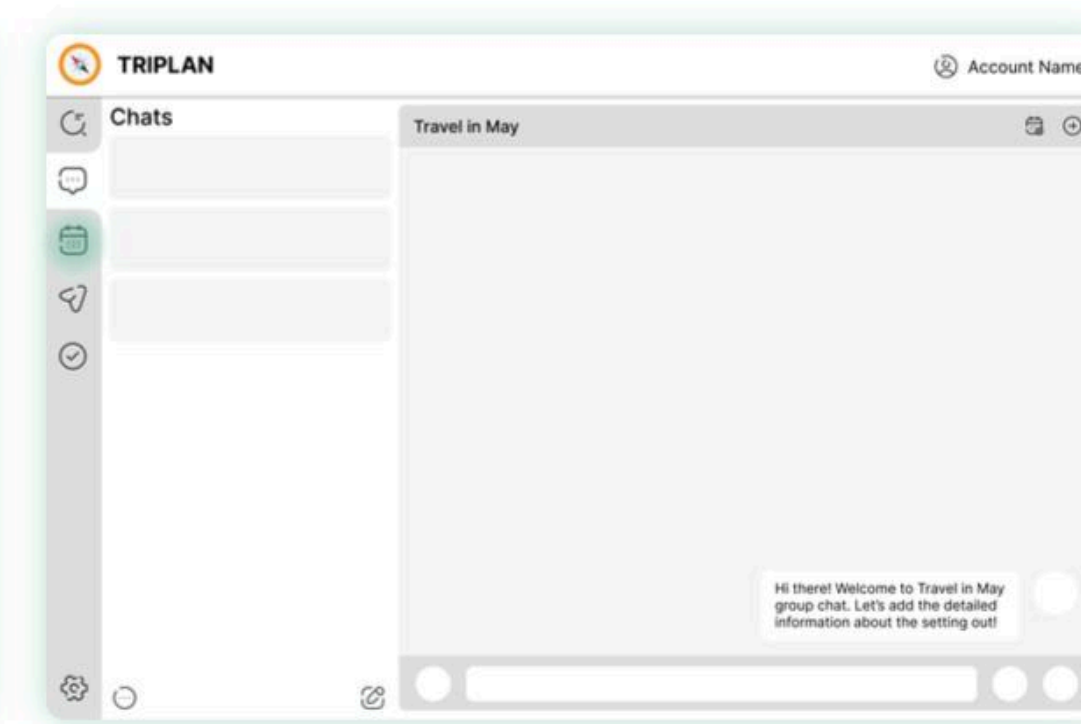 TRIPLAN
Account Name
Chats
Travel in May
Hi there! Welcome to Travel in May
group chat. Let's add the detailed
information about the setting out!